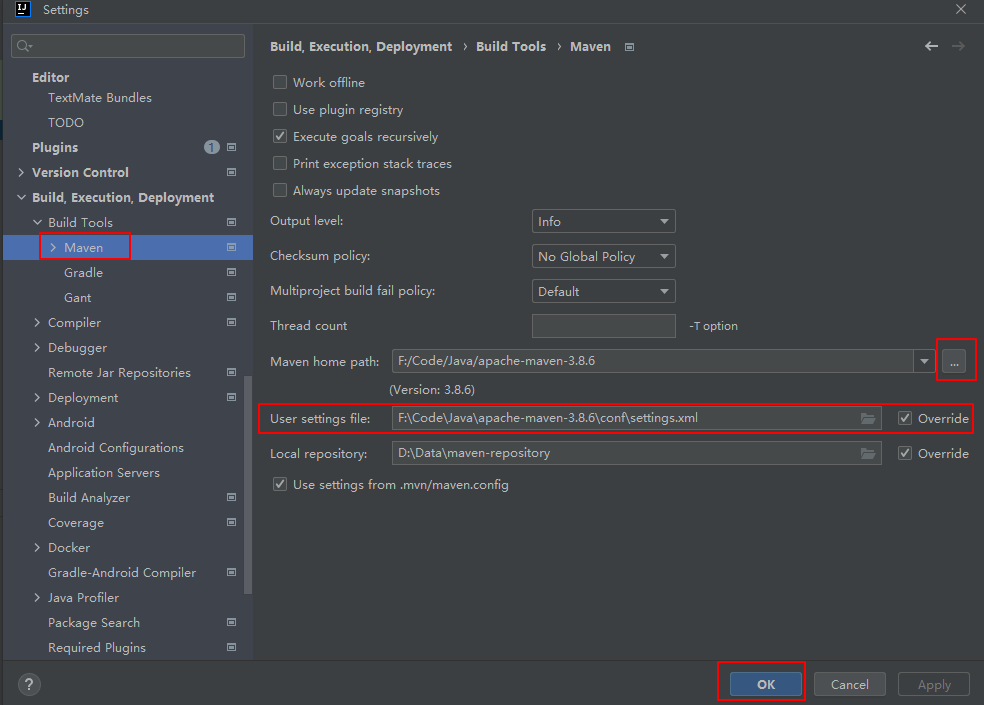 IJ Settings
Editor
TextMate Bundles
TODO
Plugins 1
Version Control
Build, Execution, Deployment
Build Tools
Maven
Gradle
Gant
Compiler
Debugger
Remote Jar Repositories
Deployment
Android
Android Configurations
Application Servers
Build Analyzer
Coverage
Docker
Gradle-Android Compiler
Java Profiler
Package Search
Required Plugins
Build, Execution, Deployment › Build Tools › Maven
Work offline
Use plugin registry
Execute goals recursively
Print exception stack traces
Always update snapshots
Output level: Info
Checksum policy: No Global Policy
Multiproject build fail policy: Default
Thread count -T option
Maven home path: F:/Code/Java/apache-maven-3.8.6 ...
(Version: 3.8.6)
User settings file: F:\Code\Java\apache-maven-3.8.6\conf\settings.xml Override
Local repository: D:\Data\maven-repository Override
Use settings from .mvn/maven.config
? OK Cancel Apply